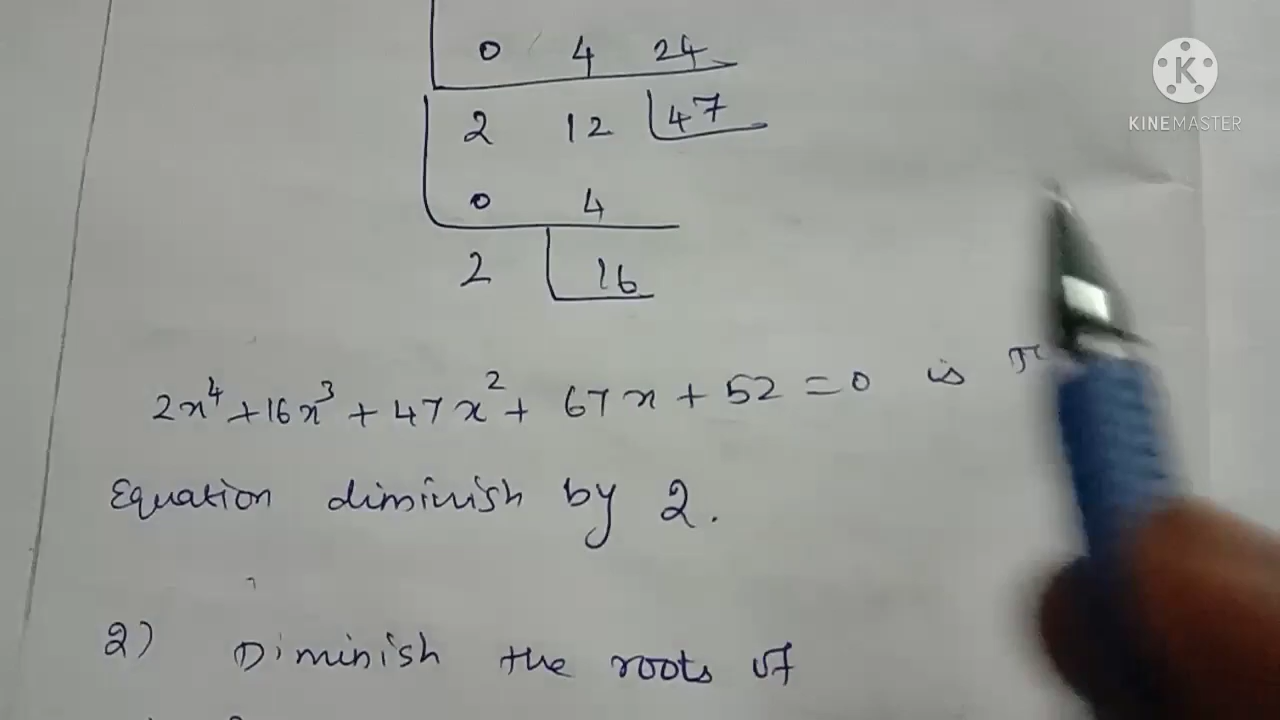 0 4 24
2 12 47
0 4
2 16
K
KINEMASTER
2x⁴+16x³+47x²+67x+52=0 is
Equation diminish by 2.
2) Diminish the roots of